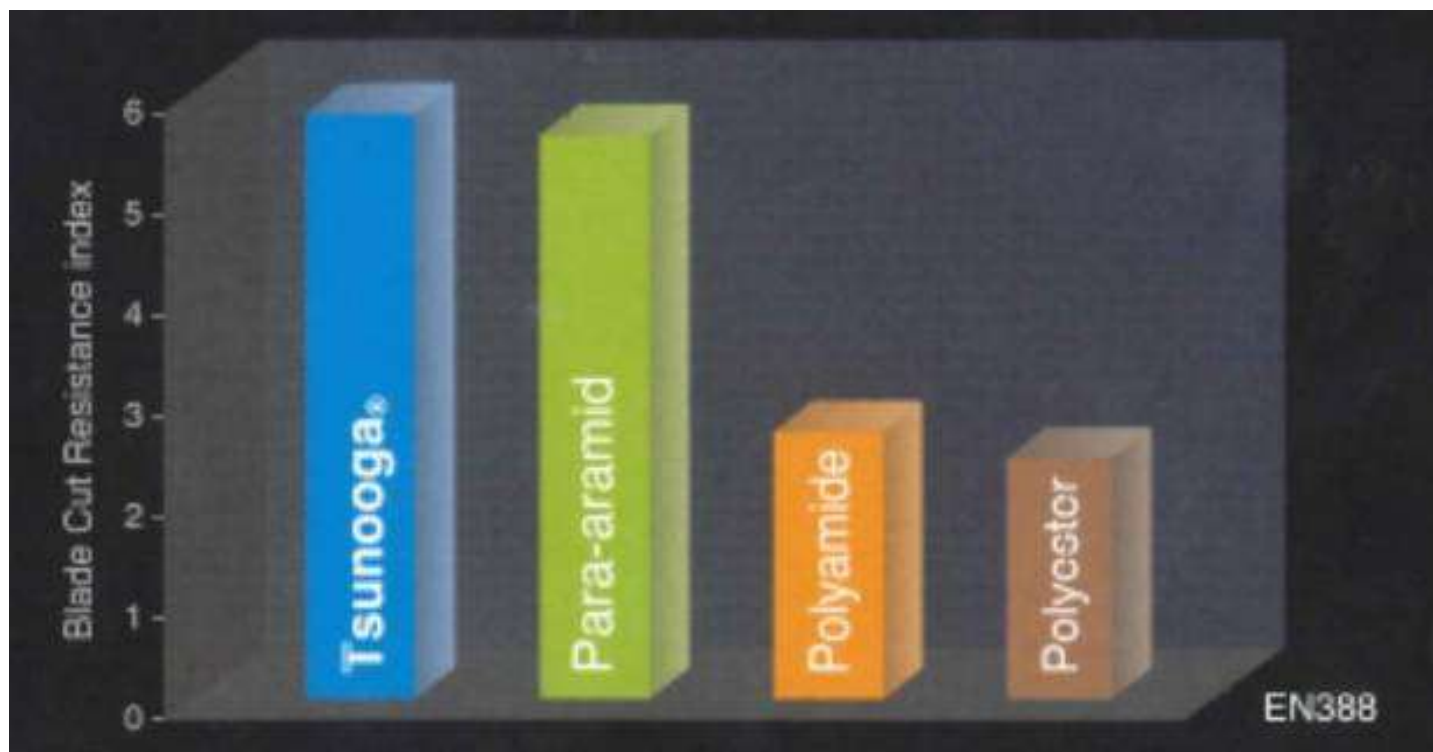 Blade Cut Resistance index
6
5
4
3
2
1
0
Tsunooga®
Para-aramid
Polyamide
Polyester
EN388